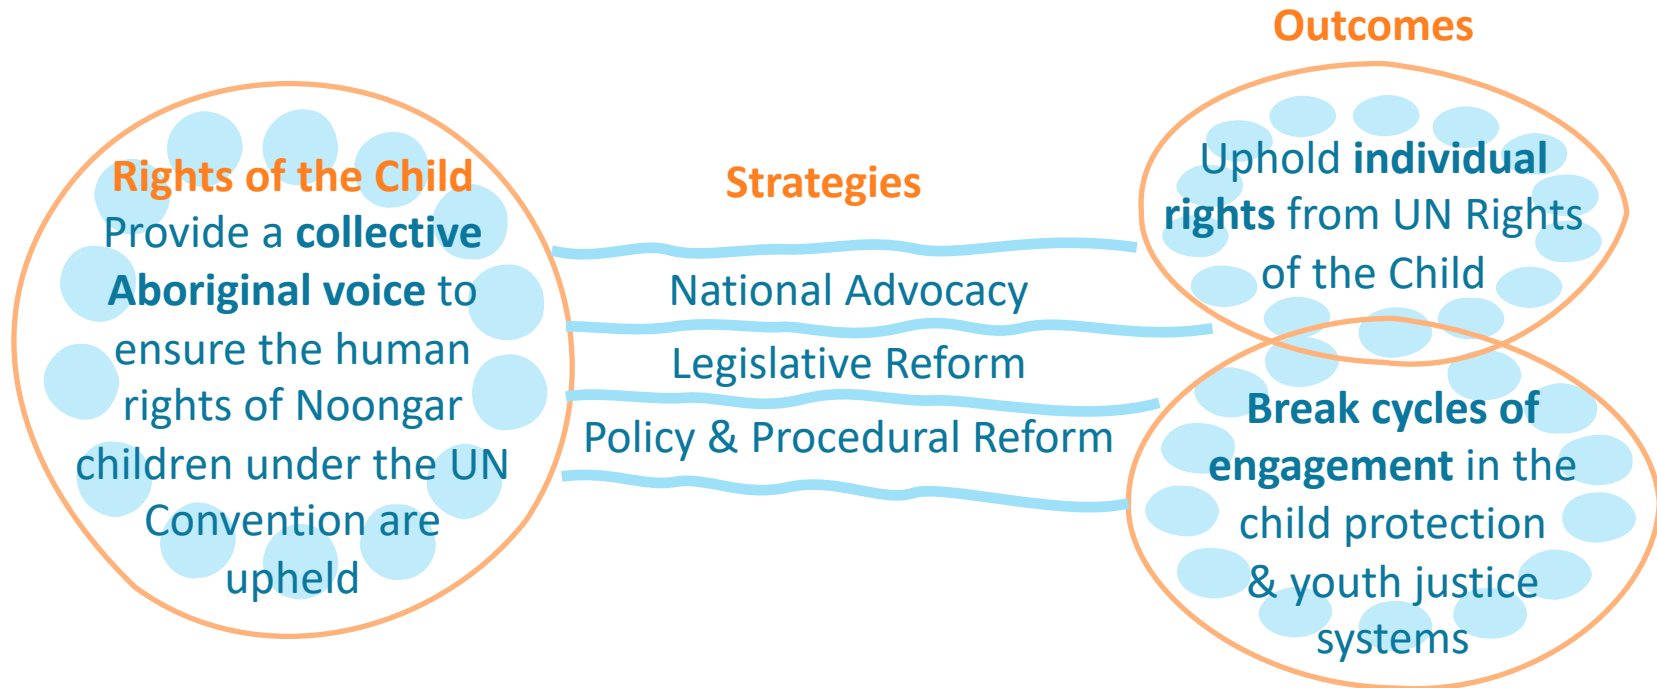 Rights of the Child
Provide a collective
Aboriginal voice to
ensure the human
rights of Noongar
children under the UN
Convention are
upheld
Strategies
National Advocacy
Legislative Reform
Policy & Procedural Reform
Outcomes
Uphold individual
rights from UN Rights
of the Child
Break cycles of
engagement in the
child protection
& youth justice
systems